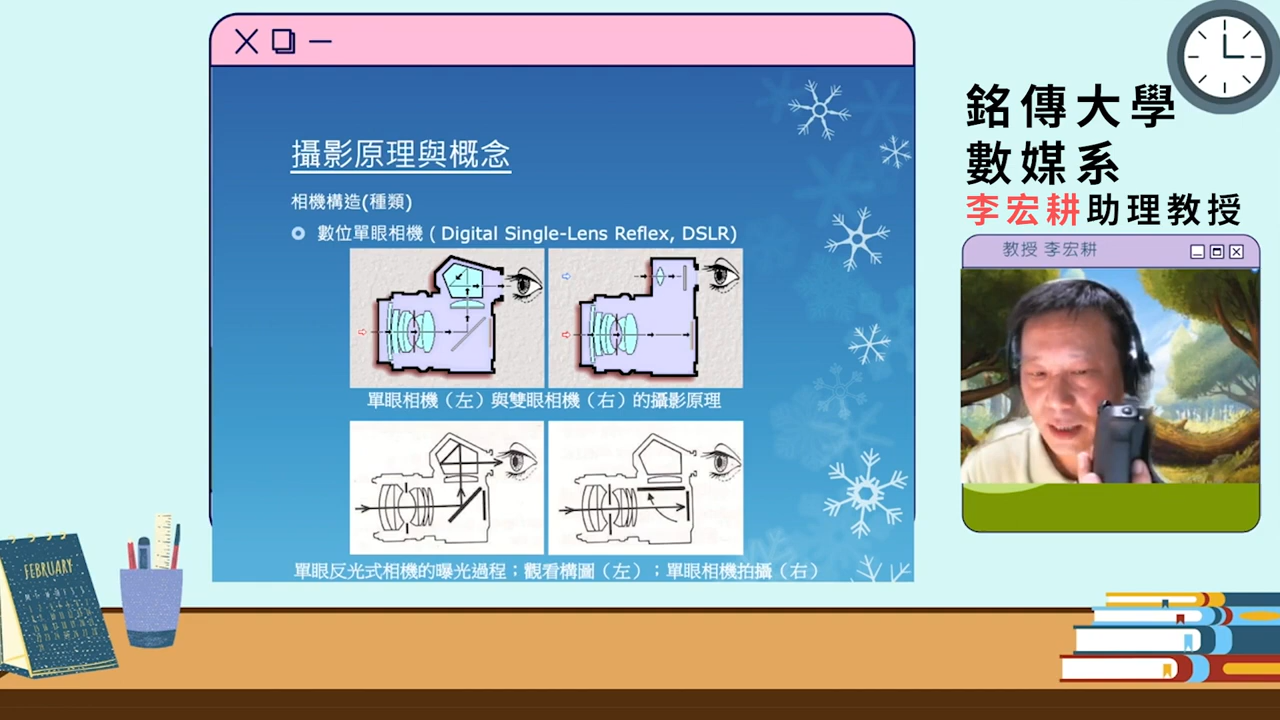 攝影原理與概念
相機構造(種類)
數位單眼相機 ( Digital Single-Lens Reflex, DSLR)
單眼相機（左）與雙眼相機（右）的攝影原理
單眼反光式相機的曝光過程；觀看構圖（左）；單眼相機拍攝（右）
銘傳大學
數媒系
李宏耕助理教授
教授 李宏耕
FEBRUARY